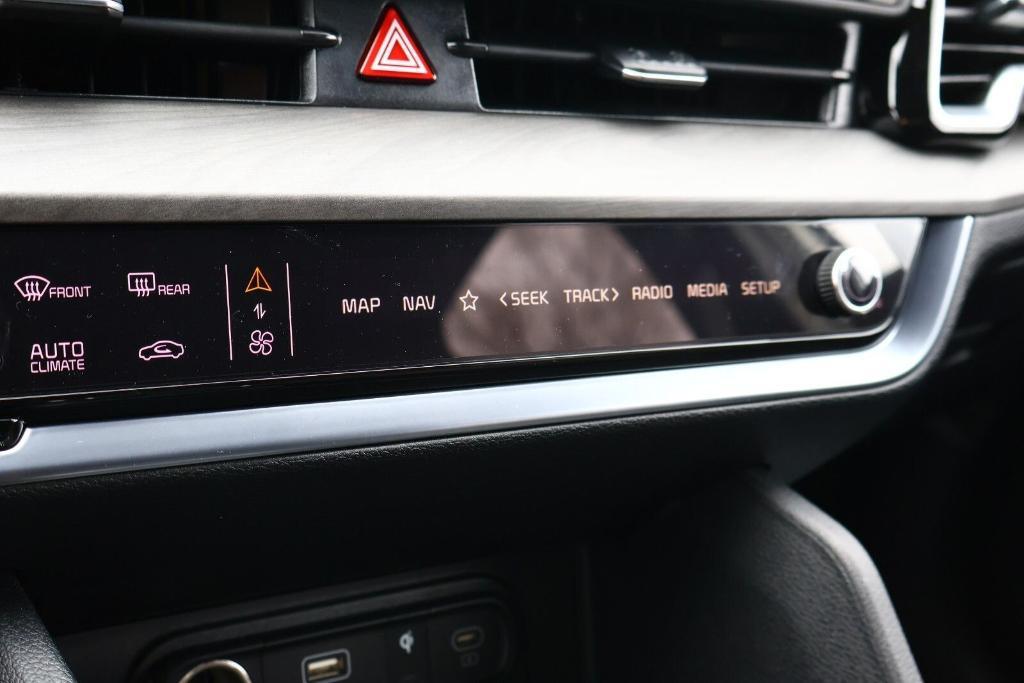 FRONT
REAR
MAP
NAV
< SEEK
TRACK >
RADIO
MEDIA
SETUP
AUTO
CLIMATE